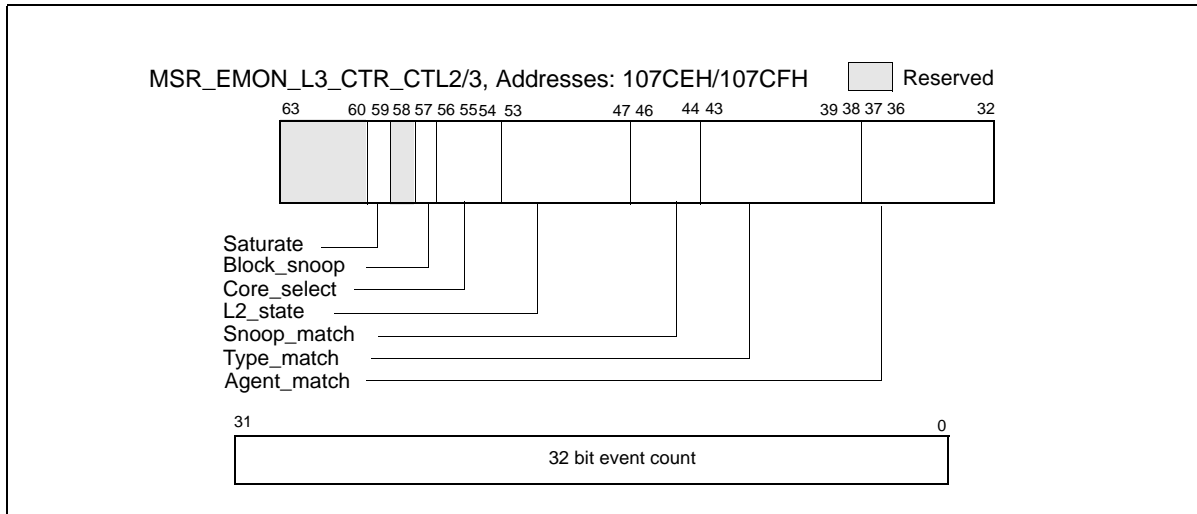 MSR_EMON_L3_CTR_CTL2/3, Addresses: 107CEH/107CFH Reserved
63 60 59 58 57 56 55 54 53 47 46 44 43 39 38 37 36 32
Saturate
Block_snoop
Core_select
L2_state
Snoop_match
Type_match
Agent_match
31 0
32 bit event count